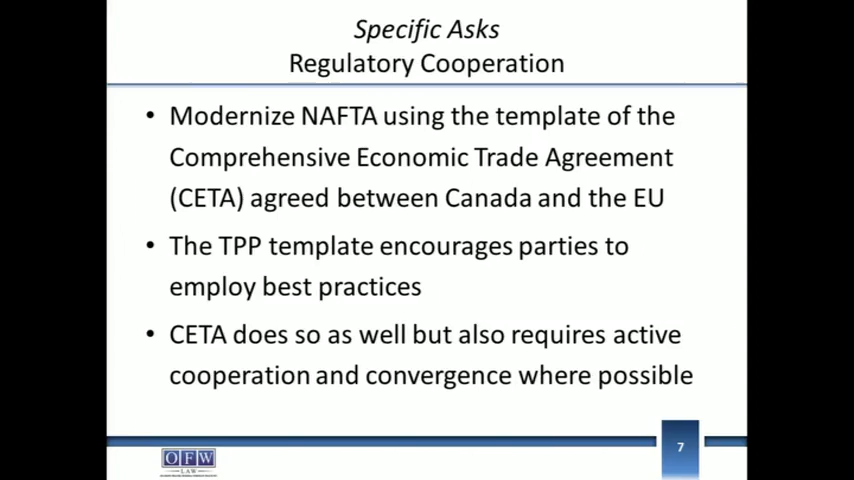 Specific Asks
Regulatory Cooperation
• Modernize NAFTA using the template of the
Comprehensive Economic Trade Agreement
(CETA) agreed between Canada and the EU
• The TPP template encourages parties to
employ best practices
• CETA does so as well but also requires active
cooperation and convergence where possible
7
OFW
LAW